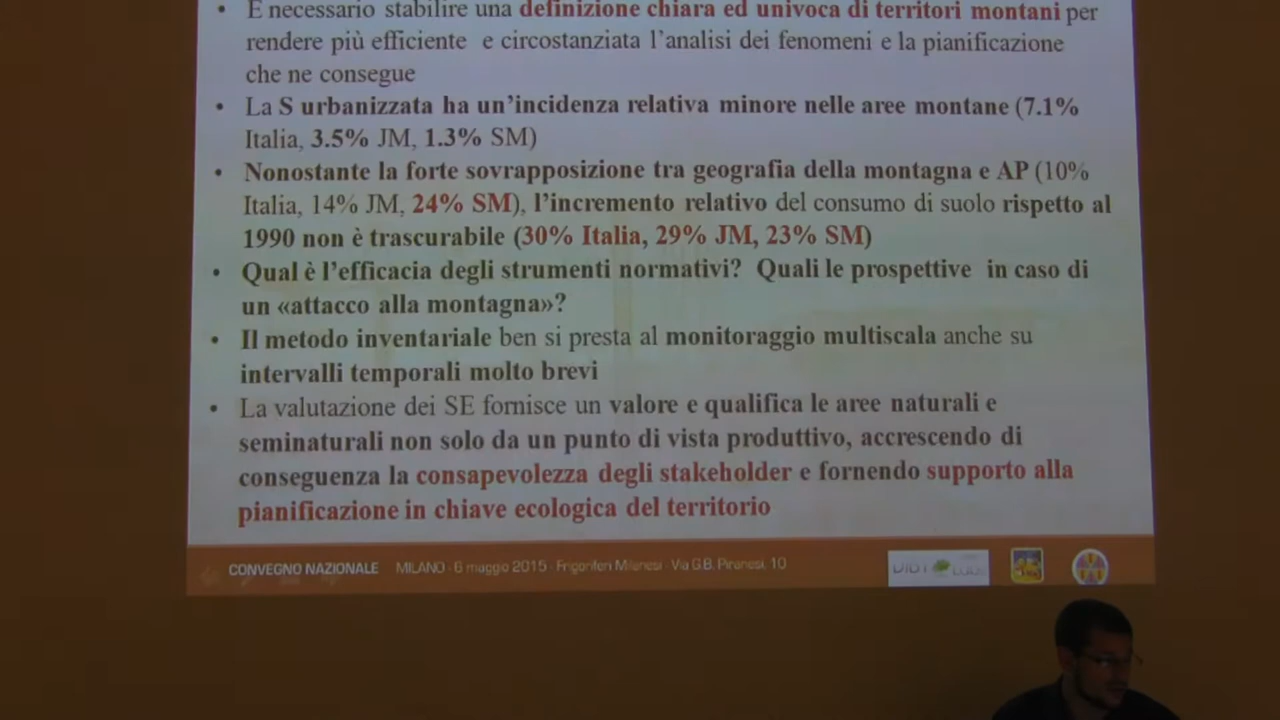 • È necessario stabilire una definizione chiara ed univoca di territori montani per
rendere più efficiente e circostanziata l'analisi dei fenomeni e la pianificazione
che ne consegue
• La S urbanizzata ha un'incidenza relativa minore nelle aree montane (7.1%
Italia, 3.5% JM, 1.3% SM)
• Nonostante la forte sovrapposizione tra geografia della montagna e AP (10%
Italia, 14% JM, 24% SM), l'incremento relativo del consumo di suolo rispetto al
1990 non è trascurabile (30% Italia, 29% JM, 23% SM)
• Qual è l'efficacia degli strumenti normativi? Quali le prospettive in caso di
un «attacco alla montagna»?
• Il metodo inventariale ben si presta al monitoraggio multiscala anche su
intervalli temporali molto brevi
• La valutazione dei SE fornisce un valore e qualifica le aree naturali e
seminaturali non solo da un punto di vista produttivo, accrescendo di
conseguenza la consapevolezza degli stakeholder e fornendo supporto alla
pianificazione in chiave ecologica del territorio
CONVEGNO NAZIONALE MILANO - 6 maggio 2015 - Frigoriferi Milanesi - Via G.B. Piranesi, 10